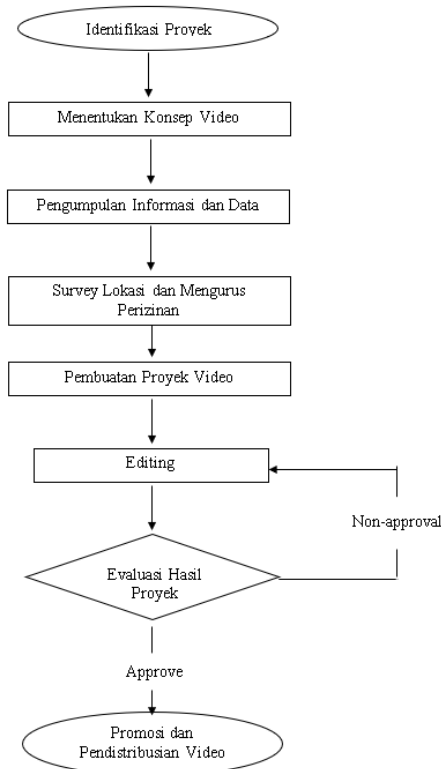 Identifikasi Proyek
Menentukan Konsep Video
Pengumpulan Informasi dan Data
Survey Lokasi dan Mengurus
Perizinan
Pembuatan Proyek Video
Editing
Non-approval
Evaluasi Hasil
Proyek
Approve
Promosi dan
Pendistribusian Video